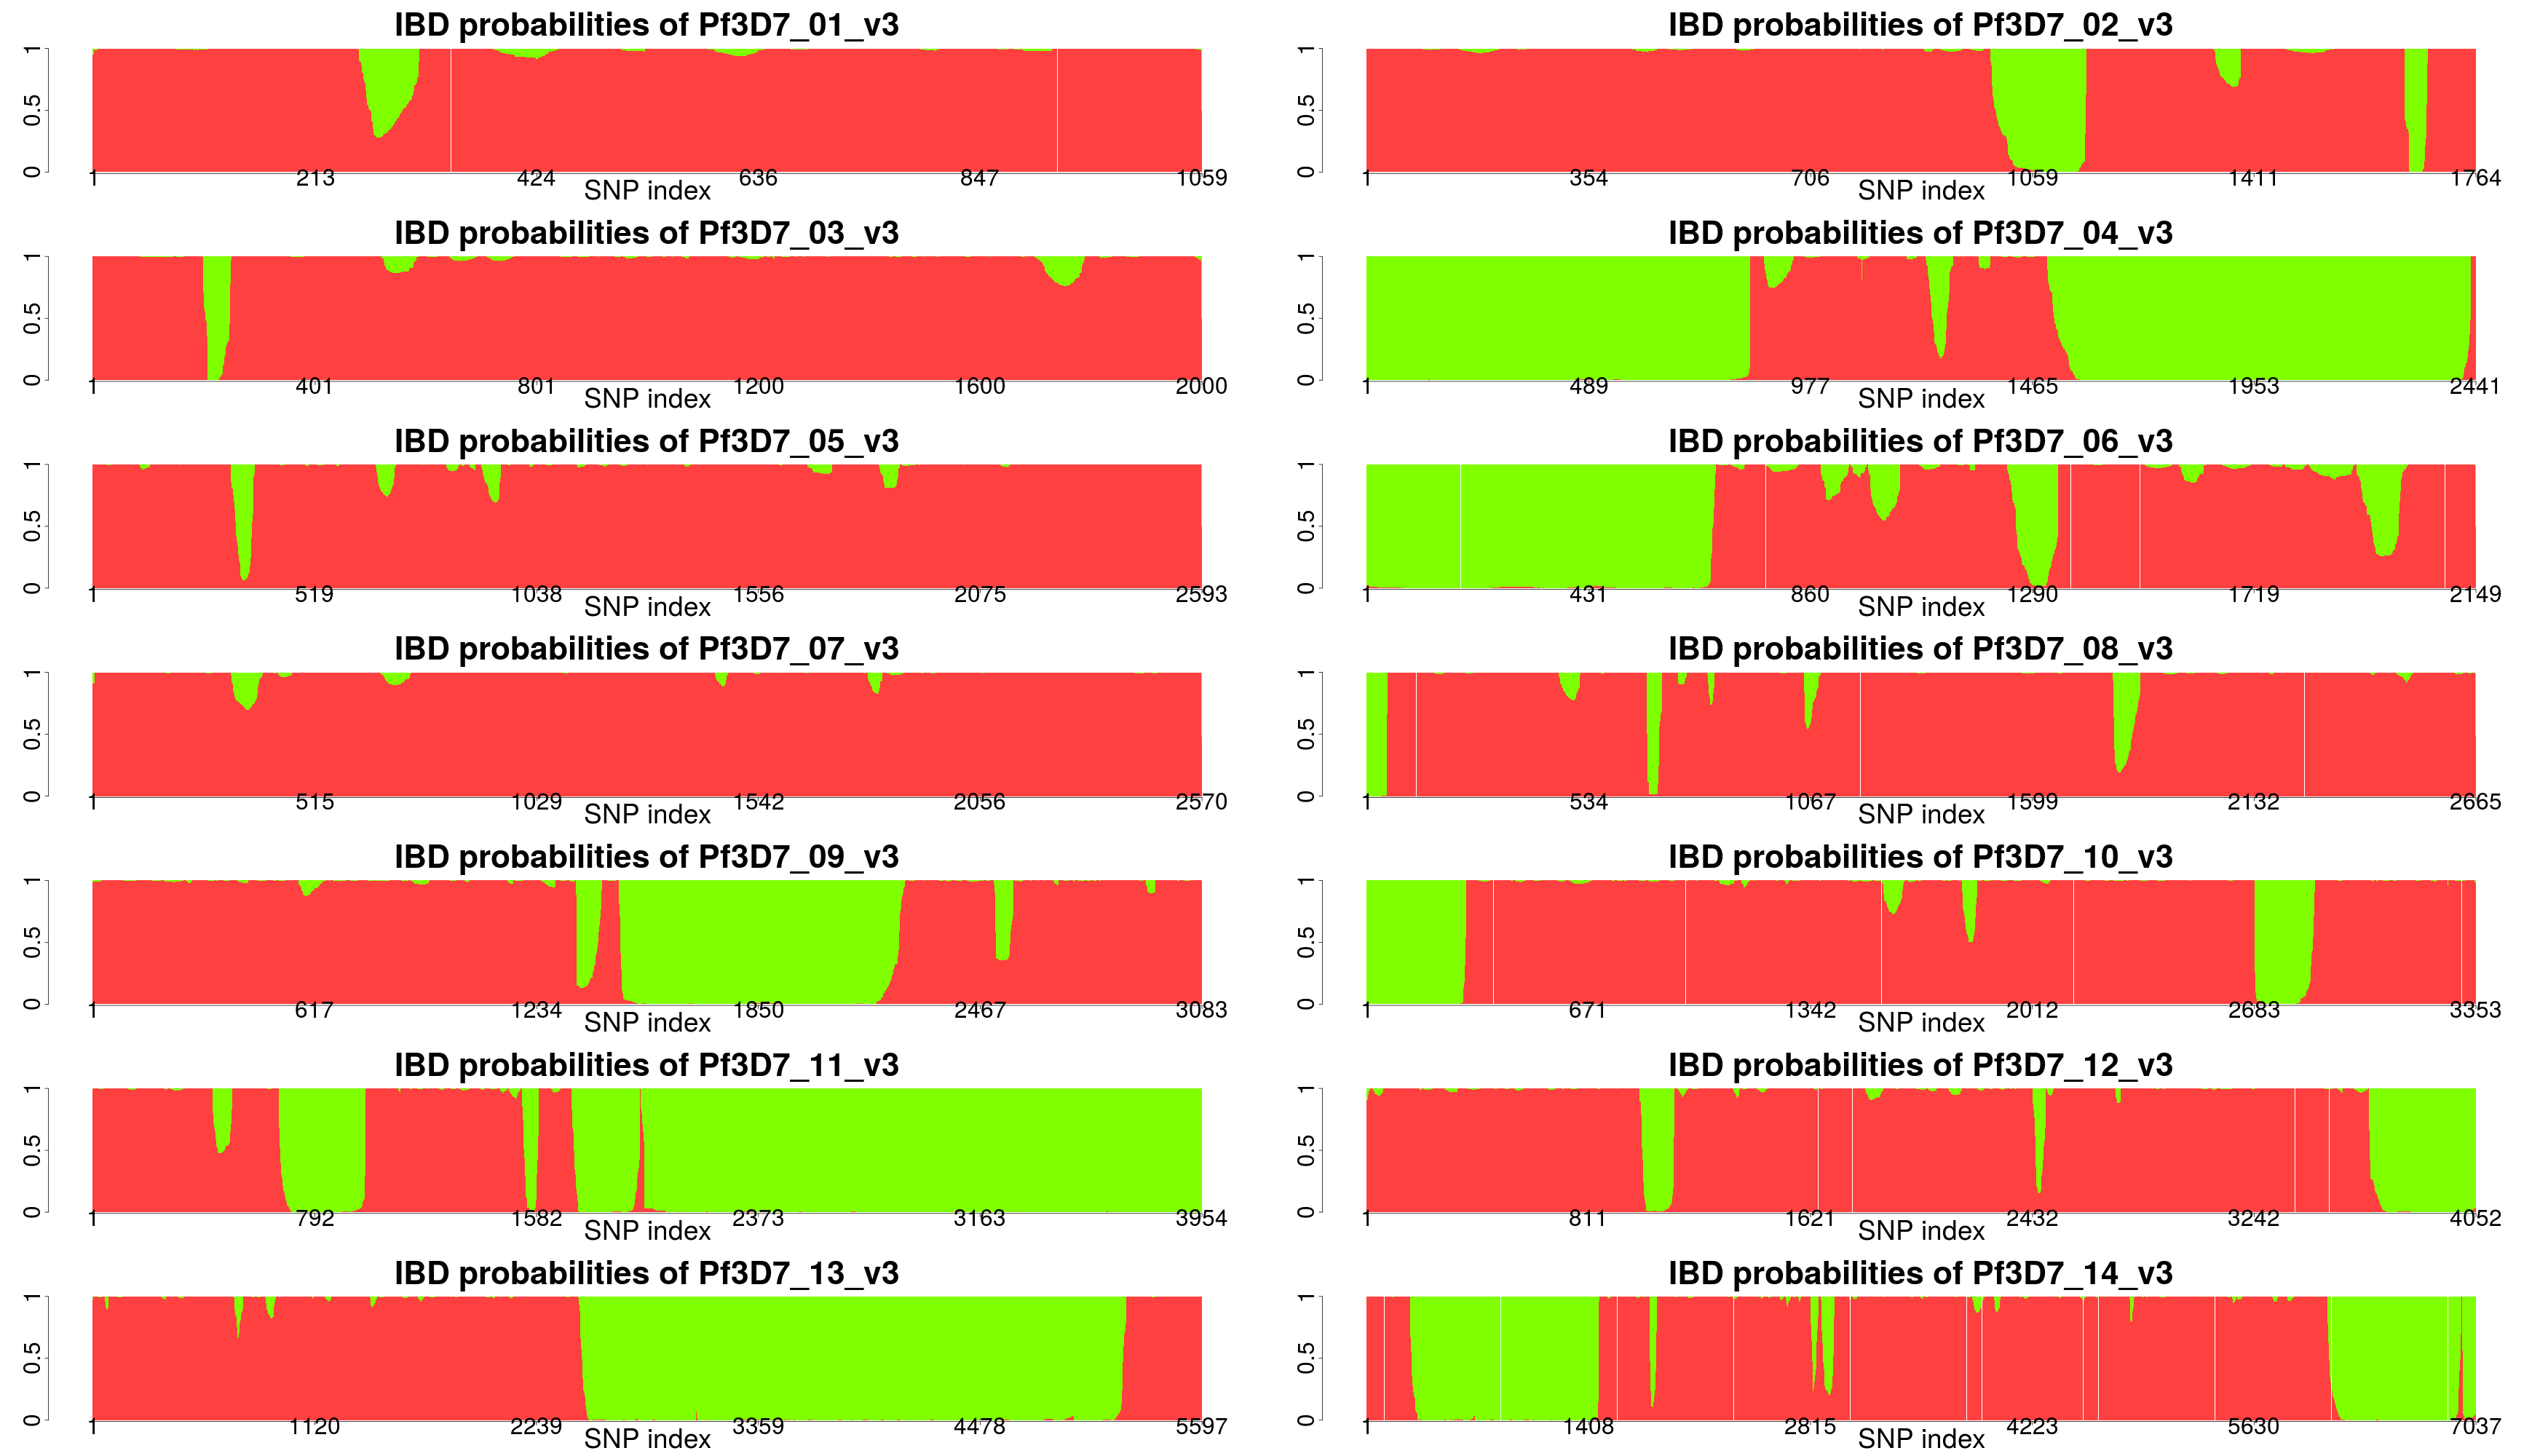 IBD probabilities of Pf3D7_01_v3
0 0.5 1
1 213 424 636 847 1059
SNP index
IBD probabilities of Pf3D7_02_v3
0 0.5 1
1 354 706 1059 1411 1764
SNP index
IBD probabilities of Pf3D7_03_v3
0 0.5 1
1 401 801 1200 1600 2000
SNP index
IBD probabilities of Pf3D7_04_v3
0 0.5 1
1 489 977 1465 1953 2441
SNP index
IBD probabilities of Pf3D7_05_v3
0 0.5 1
1 519 1038 1556 2075 2593
SNP index
IBD probabilities of Pf3D7_06_v3
0 0.5 1
1 431 860 1290 1719 2149
SNP index
IBD probabilities of Pf3D7_07_v3
0 0.5 1
1 515 1029 1542 2056 2570
SNP index
IBD probabilities of Pf3D7_08_v3
0 0.5 1
1 534 1067 1599 2132 2665
SNP index
IBD probabilities of Pf3D7_09_v3
0 0.5 1
1 617 1234 1850 2467 3083
SNP index
IBD probabilities of Pf3D7_10_v3
0 0.5 1
1 671 1342 2012 2683 3353
SNP index
IBD probabilities of Pf3D7_11_v3
0 0.5 1
1 792 1582 2373 3163 3954
SNP index
IBD probabilities of Pf3D7_12_v3
0 0.5 1
1 811 1621 2432 3242 4052
SNP index
IBD probabilities of Pf3D7_13_v3
0 0.5 1
1 1120 2239 3359 4478 5597
SNP index
IBD probabilities of Pf3D7_14_v3
0 0.5 1
1 1408 2815 4223 5630 7037
SNP index